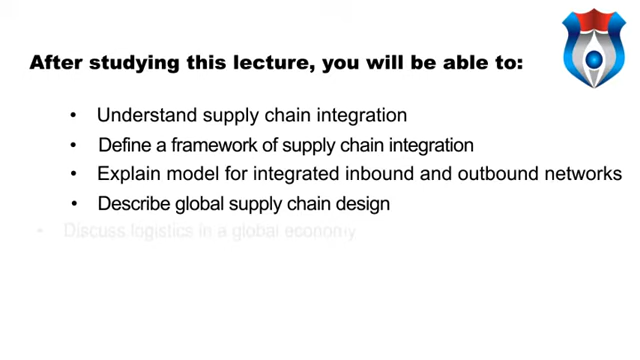 After studying this lecture, you will be able to:
• Understand supply chain integration
• Define a framework of supply chain integration
• Explain model for integrated inbound and outbound networks
• Describe global supply chain design
- Discuss logistics in a global economy